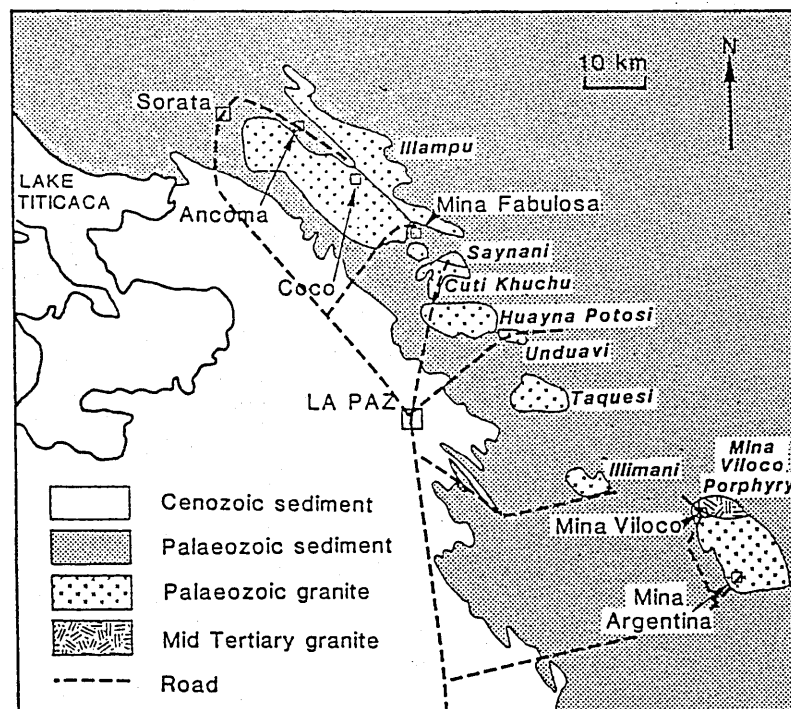 10 km
N
Sorata
Illampu
LAKE
TITICACA
Ancoma
Mina Fabulosa
Saynani
Coco
Cuti Khuchu
Huayna Potosi
Unduavi
LA PAZ
Taquesi
Mina
Viloco
Porphyry
Illimani
Mina Viloco
Mina
Argentina
Cenozoic sediment
Palaeozoic sediment
Palaeozoic granite
Mid Tertiary granite
Road